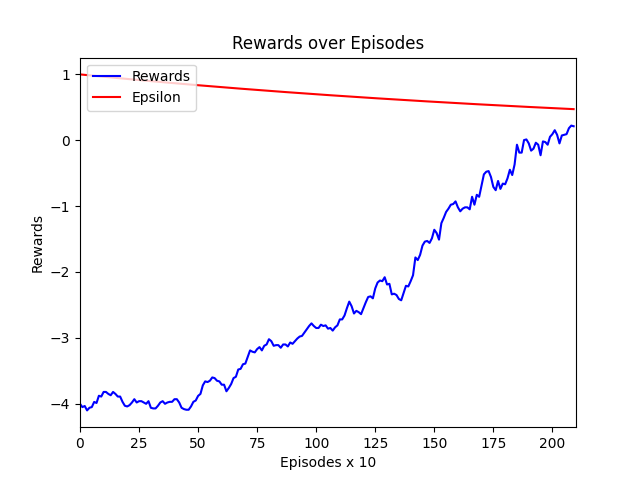 Rewards over Episodes
Rewards
Epsilon
1
0
−1
−2
−3
−4
Rewards
0 25 50 75 100 125 150 175 200
Episodes x 10